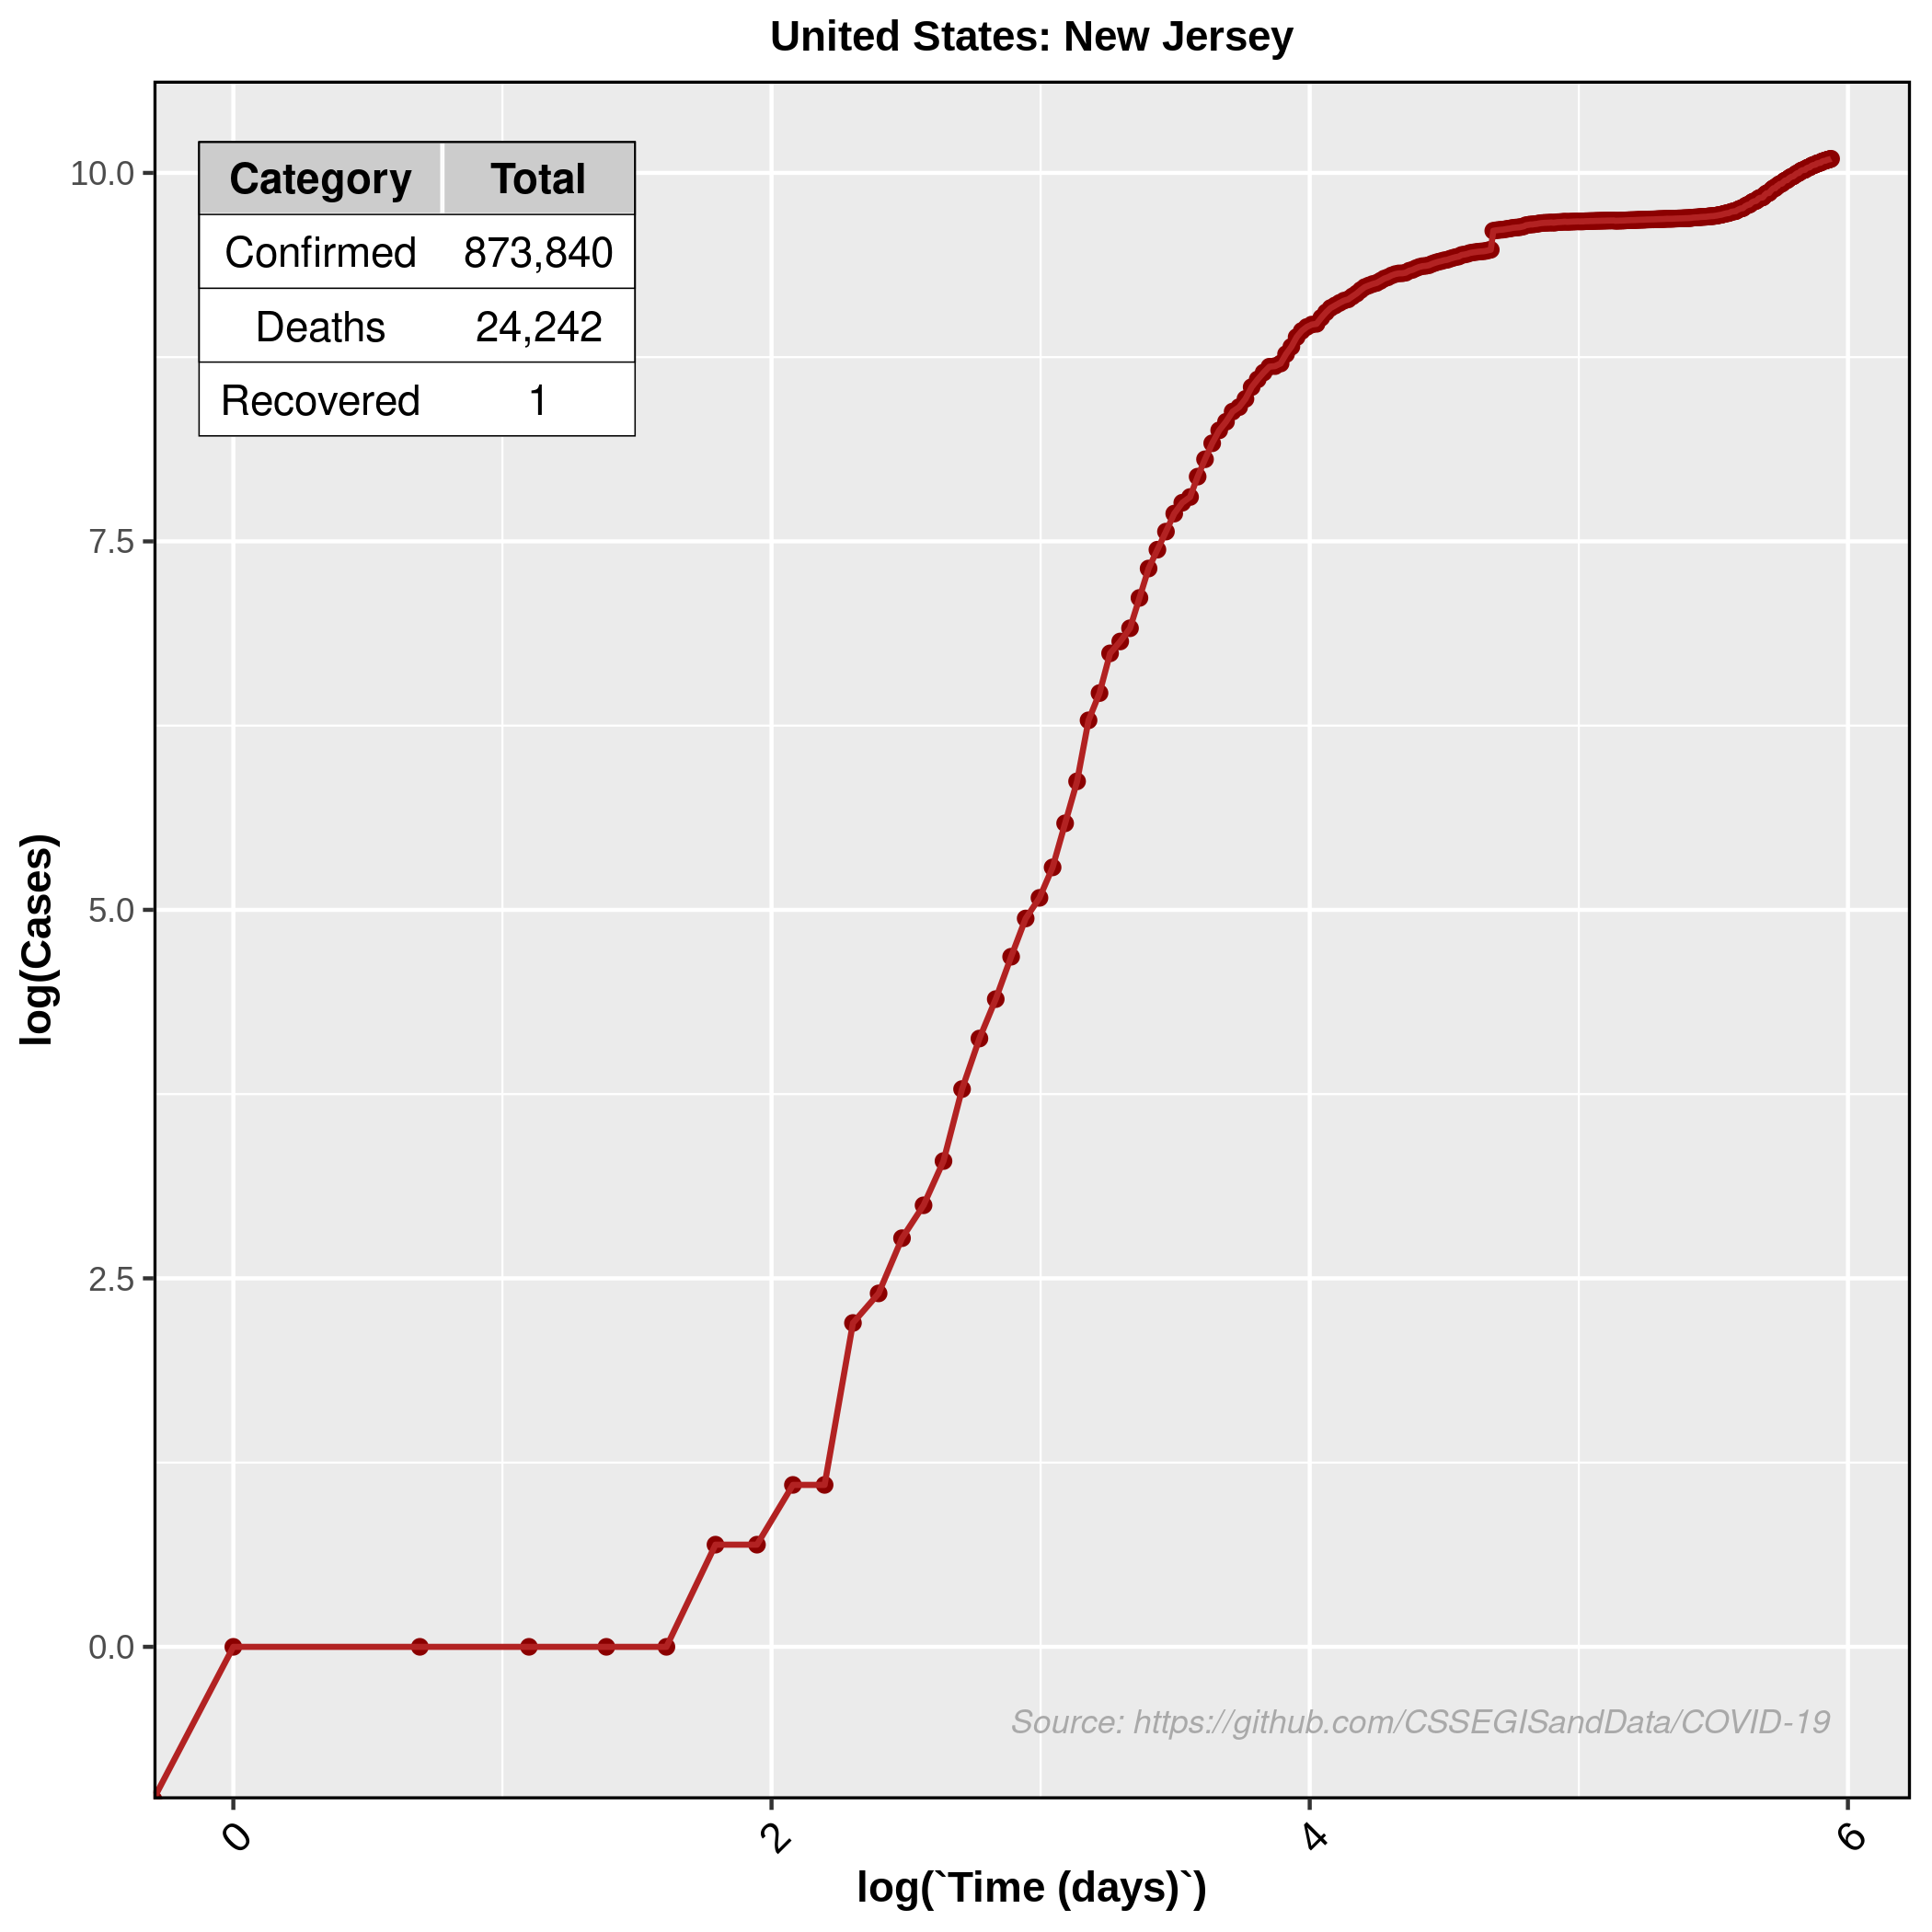 United States: New Jersey
Category Total
Confirmed 873,840
Deaths 24,242
Recovered 1
10.0
7.5
5.0
2.5
0.0
log(Cases)
Source: https://github.com/CSSEGISandData/COVID-19
0 2 4 6
log(`Time (days)`)